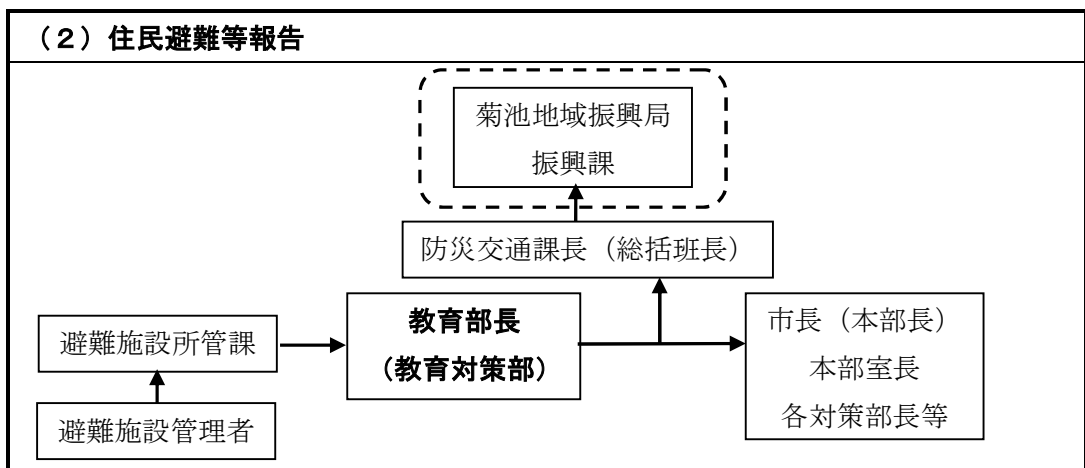 （２）住民避難等報告
菊池地域振興局
振興課
防災交通課長（総括班長）
避難施設所管課
避難施設管理者
教育部長
（教育対策部）
市長（本部長）
本部室長
各対策部長等